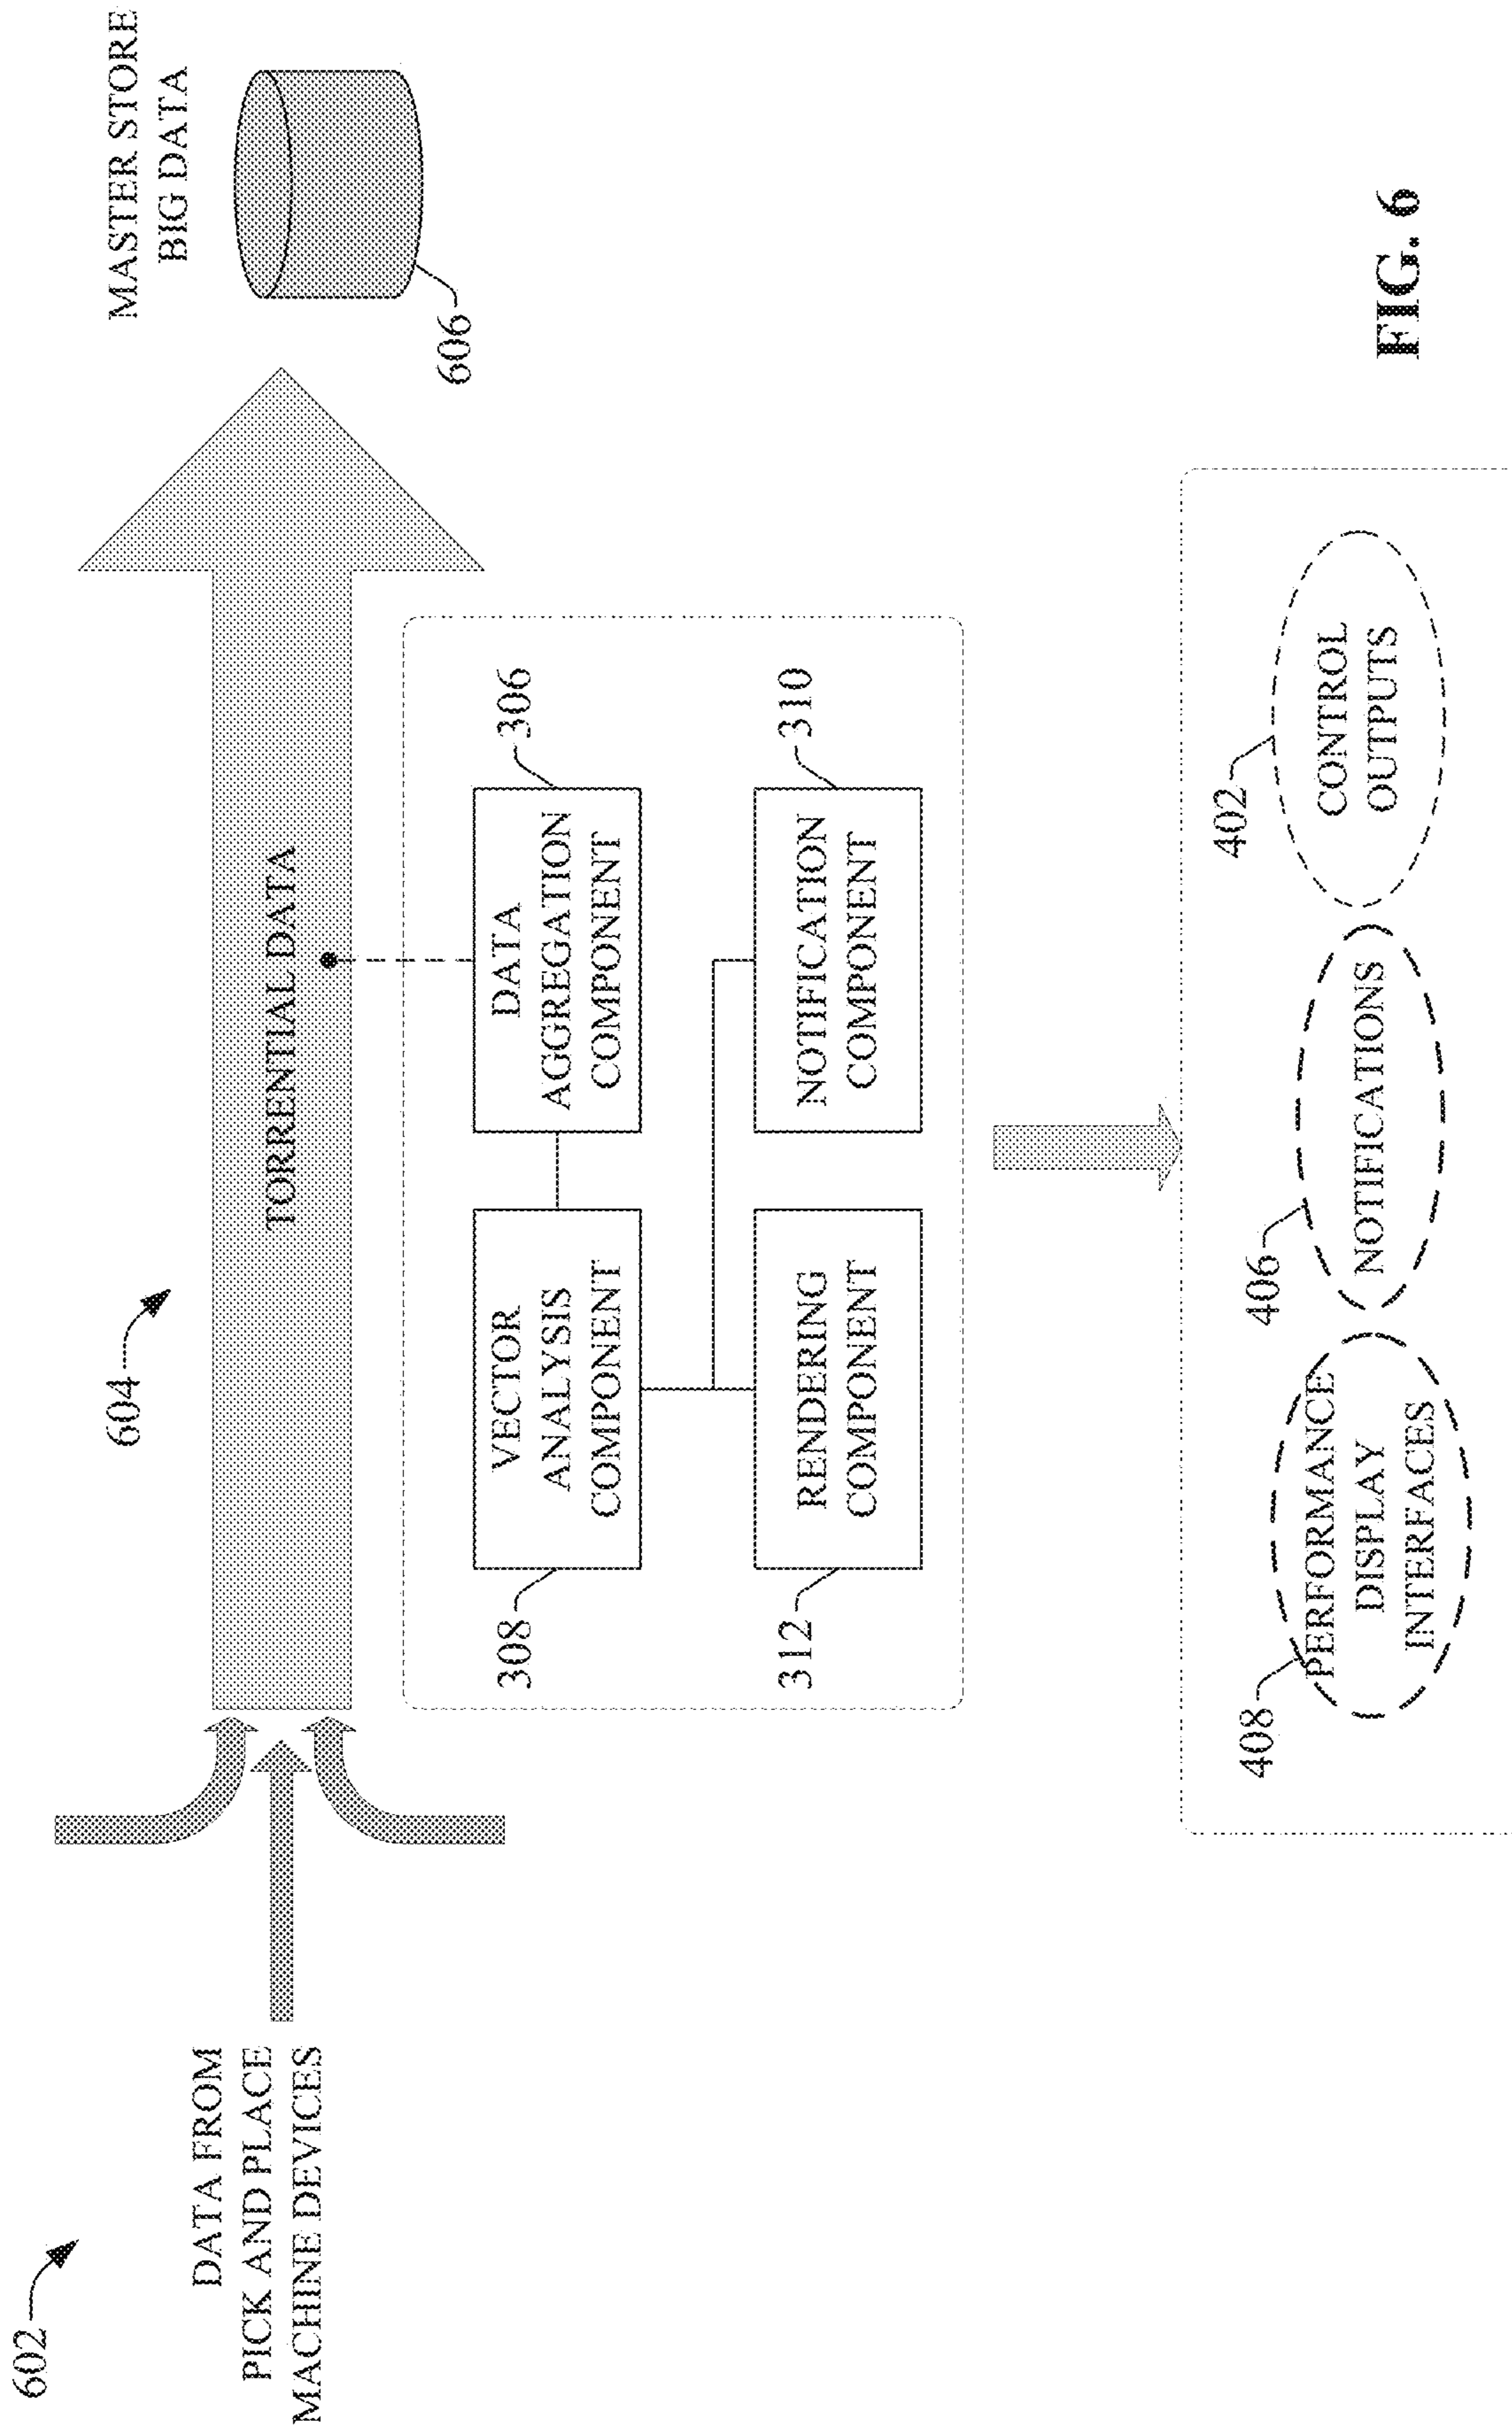 602
DATA FROM
PICK AND PLACE
MACHINE DEVICES
604
TORRENTIAL DATA
MASTER STORE
BIG DATA
606
308
VECTOR
ANALYSIS
COMPONENT
DATA
AGGREGATION
COMPONENT
306
312
RENDERING
COMPONENT
NOTIFICATION
COMPONENT
310
408
PERFORMANCE
DISPLAY
INTERFACES
406
NOTIFICATIONS
402
CONTROL
OUTPUTS
FIG. 6